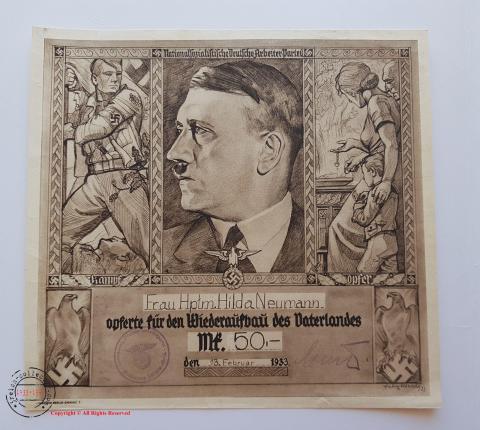 Nationalsozialistische Deutsche Arbeiter Partei
Kampf
opfer
Frau Hptm. Hilda Neumann.
opferte für den Wiederaufbau des Vaterlandes
Mk. 50.-
den 13. Februar 1933
Copyright © All Rights Reserved